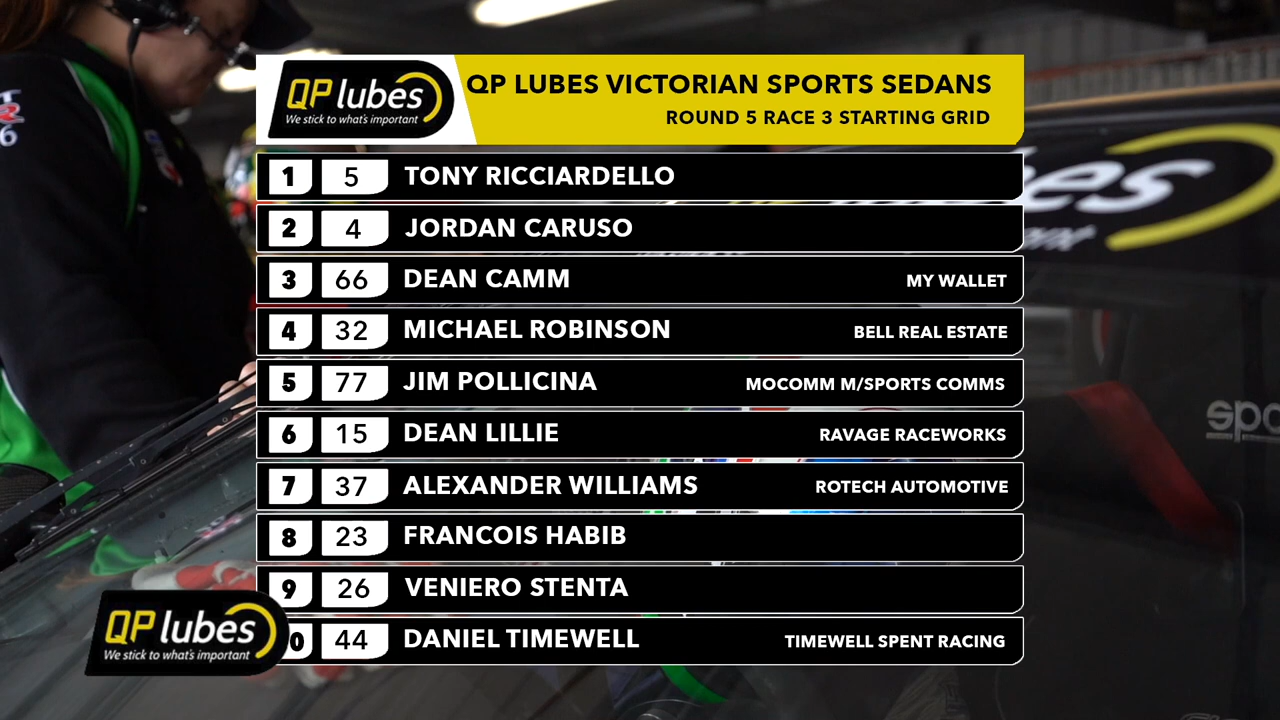 QP lubes
We stick to what's important
QP LUBES VICTORIAN SPORTS SEDANS
ROUND 5 RACE 3 STARTING GRID
1 5 TONY RICCIARDELLO
2 4 JORDAN CARUSO
3 66 DEAN CAMM MY WALLET
4 32 MICHAEL ROBINSON BELL REAL ESTATE
5 77 JIM POLLICINA MOCOMM M/SPORTS COMMS
6 15 DEAN LILLIE RAVAGE RACEWORKS
7 37 ALEXANDER WILLIAMS ROTECH AUTOMOTIVE
8 23 FRANCOIS HABIB
9 26 VENIERO STENTA
0 44 DANIEL TIMEWELL TIMEWELL SPENT RACING
QP lubes
We stick to what's important